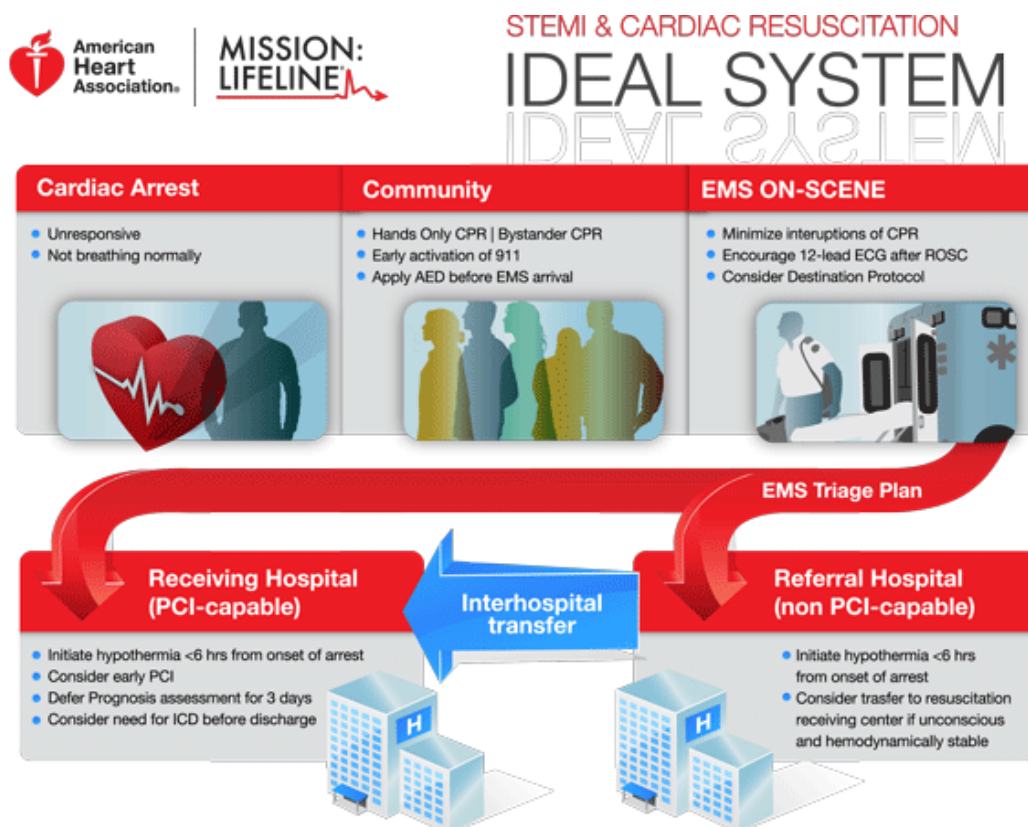 American
Heart
Association®
MISSION:
LIFELINE®
STEMI & CARDIAC RESUSCITATION
IDEAL SYSTEM
Cardiac Arrest
Unresponsive
Not breathing normally
Community
Hands Only CPR | Bystander CPR
Early activation of 911
Apply AED before EMS arrival
EMS ON-SCENE
Minimize interuptions of CPR
Encourage 12-lead ECG after ROSC
Consider Destination Protocol
EMS Triage Plan
Receiving Hospital
(PCI-capable)
Initiate hypothermia <6 hrs from onset of arrest
Consider early PCI
Defer Prognosis assessment for 3 days
Consider need for ICD before discharge
H
Interhospital
transfer
Referral Hospital
(non PCI-capable)
Initiate hypothermia <6 hrs
from onset of arrest
Consider trasfer to resuscitation
receiving center if unconscious
and hemodynamically stable
H